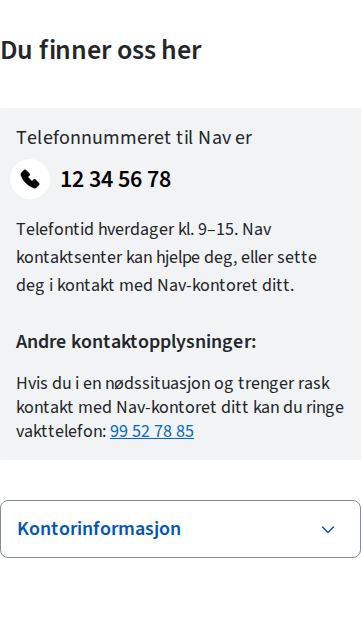 Du finner oss her
Telefonnummeret til Nav er
12 34 56 78
Telefontid hverdager kl. 9–15. Nav
kontaktsenter kan hjelpe deg, eller sette
deg i kontakt med Nav-kontoret ditt.
Andre kontaktopplysninger:
Hvis du i en nødssituasjon og trenger rask
kontakt med Nav-kontoret ditt kan du ringe
vakttelefon: 99 52 78 85
Kontorinformasjon